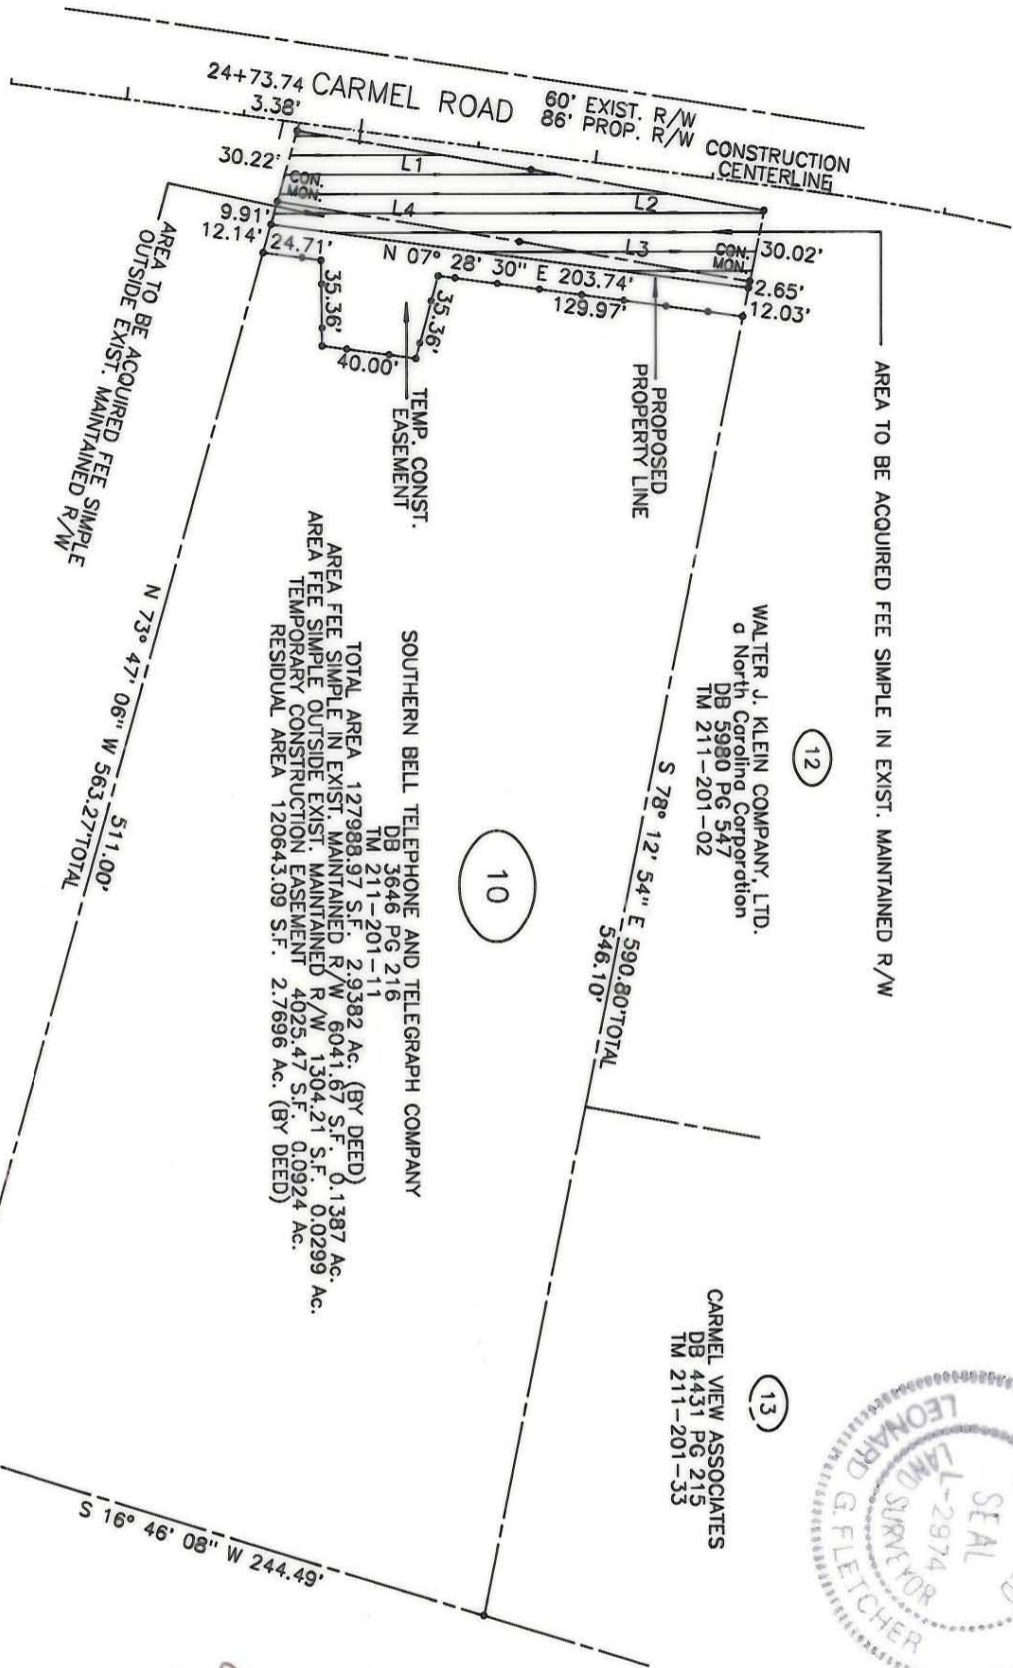 24+73.74 CARMEL ROAD
60' EXIST. R/W
86' PROP. R/W
CONSTRUCTION
CENTERLINE
3.38'
30.22'
CON.
MON.
9.91'
12.14'
24.71'
L1
L2
L4
L3
CON.
MON.
30.02'
2.65'
12.03'
N 07° 28' 30" E 203.74'
129.97'
35.36'
35.36'
40.00'
TEMP. CONST.
EASEMENT
PROPOSED
PROPERTY LINE
AREA TO BE ACQUIRED FEE SIMPLE IN EXIST. MAINTAINED R/W
AREA TO BE ACQUIRED FEE SIMPLE
OUTSIDE EXIST. MAINTAINED R/W
12
WALTER J. KLEIN COMPANY, LTD.
a North Carolina Corporation
DB 5980 PG 547
TM 211-201-02
S 78° 12' 54" E 590.80'TOTAL
546.10'
10
SOUTHERN BELL TELEPHONE AND TELEGRAPH COMPANY
DB 3646 PG 216
TM 211-201-11
TOTAL AREA 127988.97 S.F. 2.9382 Ac. (BY DEED)
AREA FEE SIMPLE IN EXIST. MAINTAINED R/W 6041.67 S.F. 0.1387 Ac.
AREA FEE SIMPLE OUTSIDE EXIST. MAINTAINED R/W 1304.21 S.F. 0.0299 Ac.
TEMPORARY CONSTRUCTION EASEMENT 4025.47 S.F. 0.0924 Ac.
RESIDUAL AREA 120643.09 S.F. 2.7696 Ac. (BY DEED)
511.00'
N 73° 47' 06" W 563.27'TOTAL
13
CARMEL VIEW ASSOCIATES
DB 4431 PG 215
TM 211-201-33
S 16° 46' 08" W 244.49'
SEAL
L-2974
LAND SURVEYOR
LEONARD G. FLETCHER